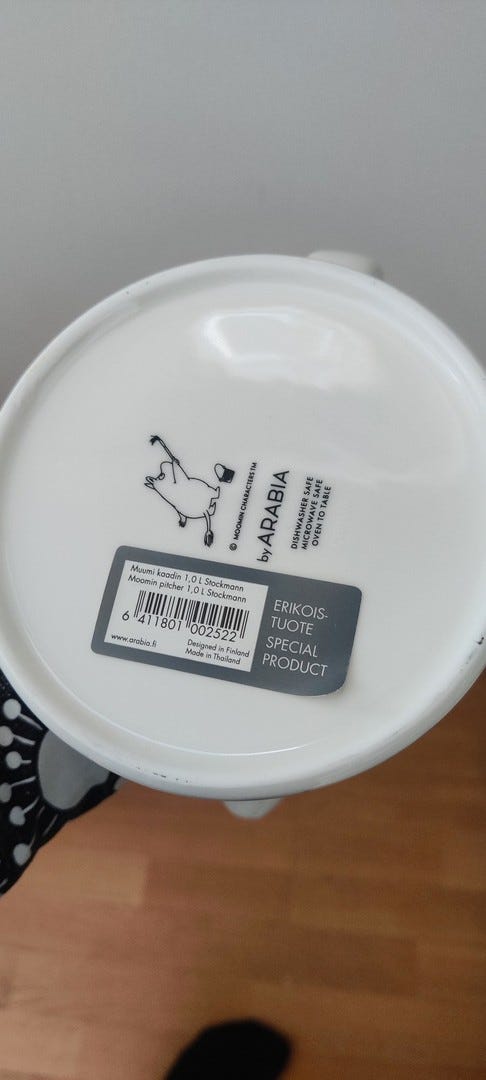 © MOOMIN CHARACTERS™
by ARABIA
DISHWASHER SAFE
MICROWAVE SAFE
OVEN TO TABLE
Muumi kaadin 1,0 L Stockmann
Moomin pitcher 1,0 L Stockmann
6 411801 002522
www.arabia.fi
Designed in Finland
Made in Thailand
ERIKOIS-
TUOTE
SPECIAL
PRODUCT